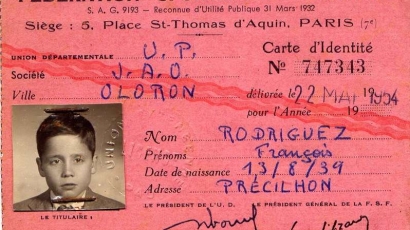 S. A. G. 9193 — Reconnue d'Utilité Publique 31 Mars 1932
Siège : 5, Place St-Thomas d'Aquin, PARIS (7e)
Carte d'Identité
UNION DÉPARTEMENTALE U.P.
Nº 747343
Société J.A.O.
Ville OLORON
délivrée le 22 MAI 1954
pour l'Année 19
Nom RODRIGUEZ
Prénoms François
Date de naissance 13/8/39
Adresse PRÉCILHON
LE TITULAIRE :
LE PRÉSIDENT DE L'U.D.
LE PRÉSIDENT GÉNÉRAL DE LA F.S.F.